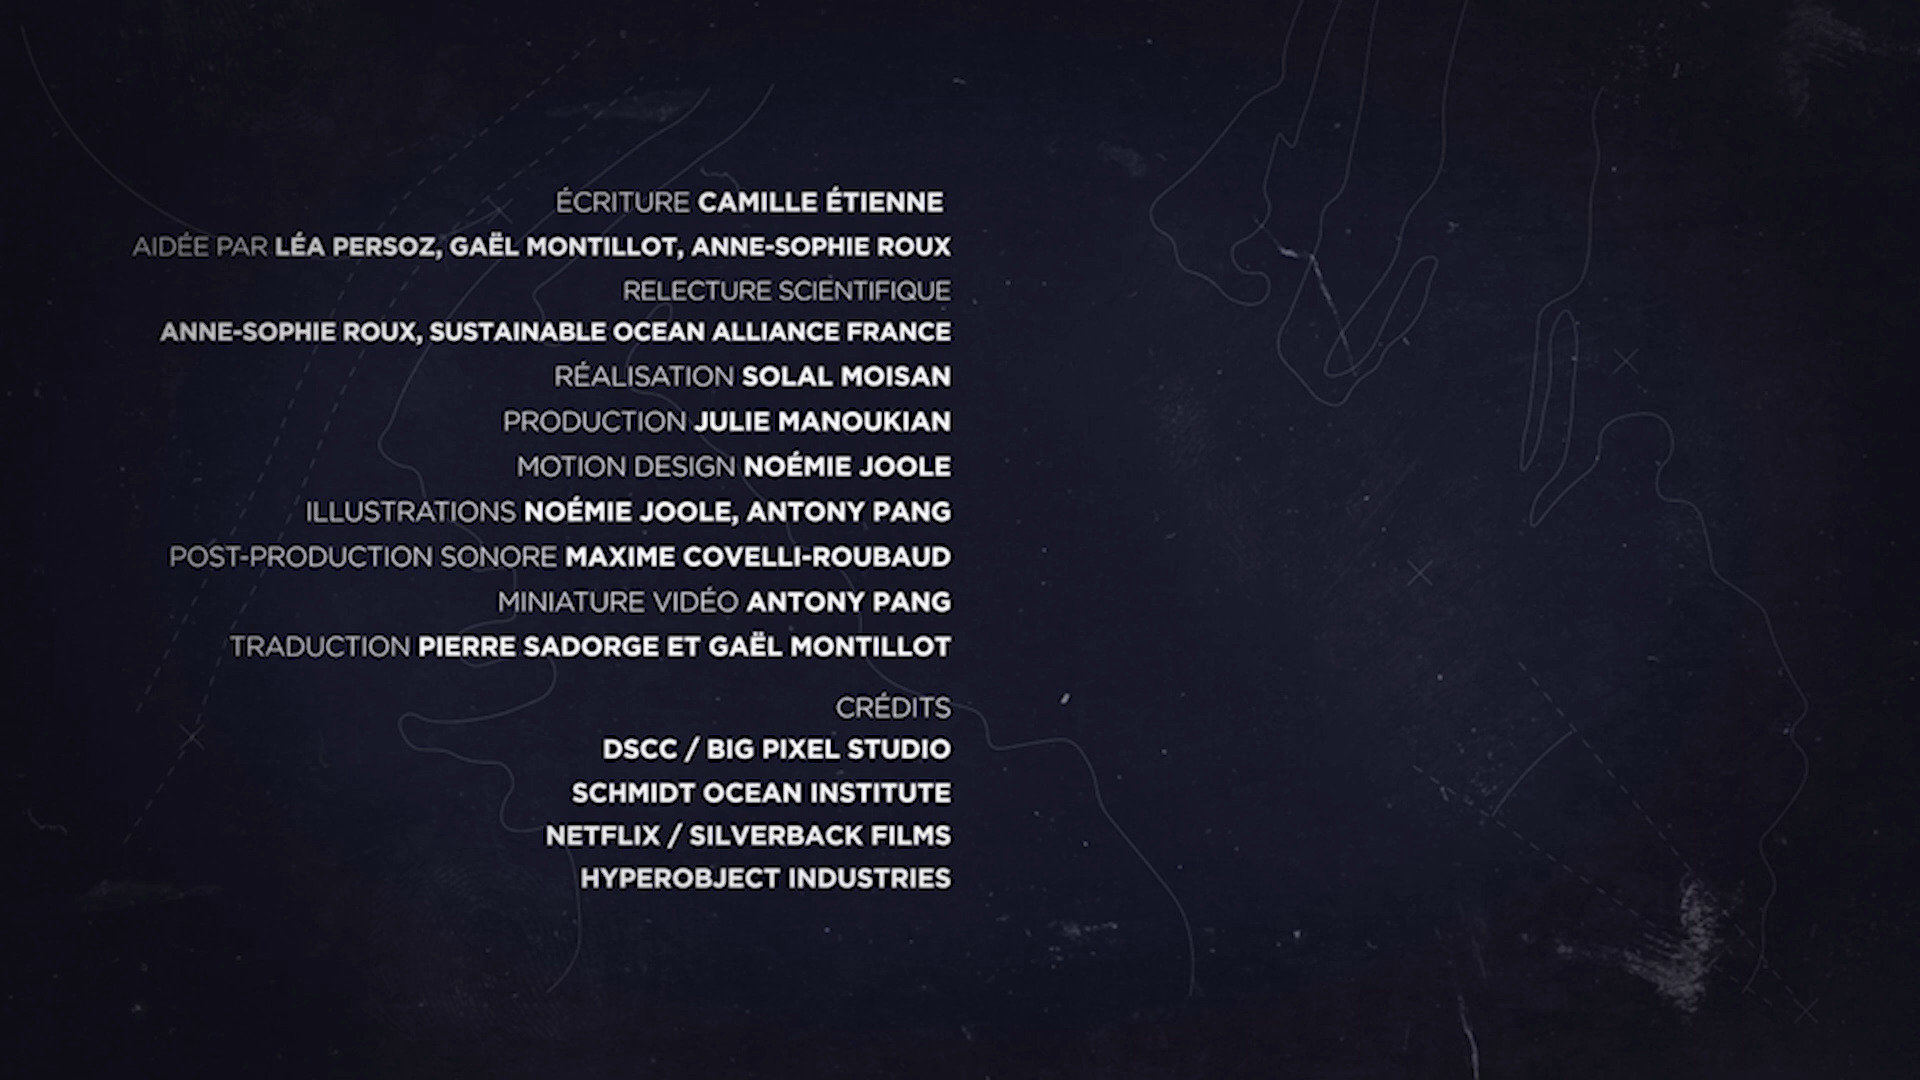 ÉCRITURE CAMILLE ÉTIENNE
AIDÉE PAR LÉA PERSOZ, GAËL MONTILLOT, ANNE-SOPHIE ROUX
RELECTURE SCIENTIFIQUE
ANNE-SOPHIE ROUX, SUSTAINABLE OCEAN ALLIANCE FRANCE
RÉALISATION SOLAL MOISAN
PRODUCTION JULIE MANOUKIAN
MOTION DESIGN NOÉMIE JOOLE
ILLUSTRATIONS NOÉMIE JOOLE, ANTONY PANG
POST-PRODUCTION SONORE MAXIME COVELLI-ROUBAUD
MINIATURE VIDÉO ANTONY PANG
TRADUCTION PIERRE SADORGE ET GAËL MONTILLOT
CRÉDITS
DSCC / BIG PIXEL STUDIO
SCHMIDT OCEAN INSTITUTE
NETFLIX / SILVERBACK FILMS
HYPEROBJECT INDUSTRIES